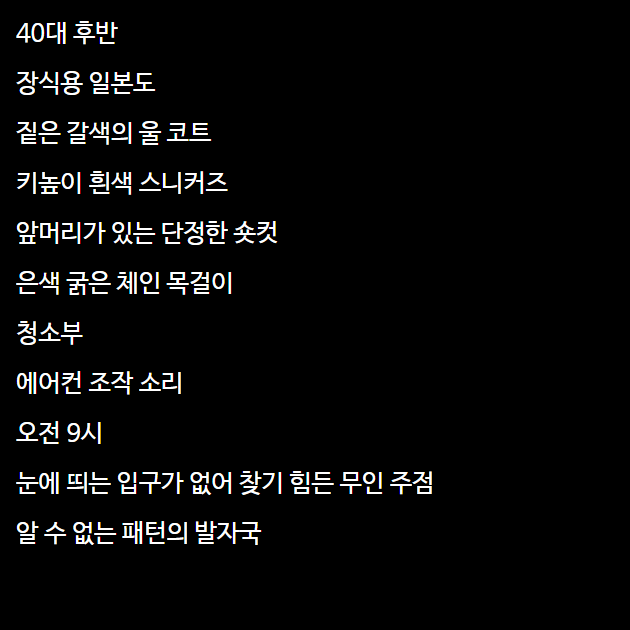 40대 후반
장식용 일본도
짙은 갈색의 울 코트
키높이 흰색 스니커즈
앞머리가 있는 단정한 숏컷
은색 굵은 체인 목걸이
청소부
에어컨 조작 소리
오전 9시
눈에 띄는 입구가 없어 찾기 힘든 무인 주점
알 수 없는 패턴의 발자국